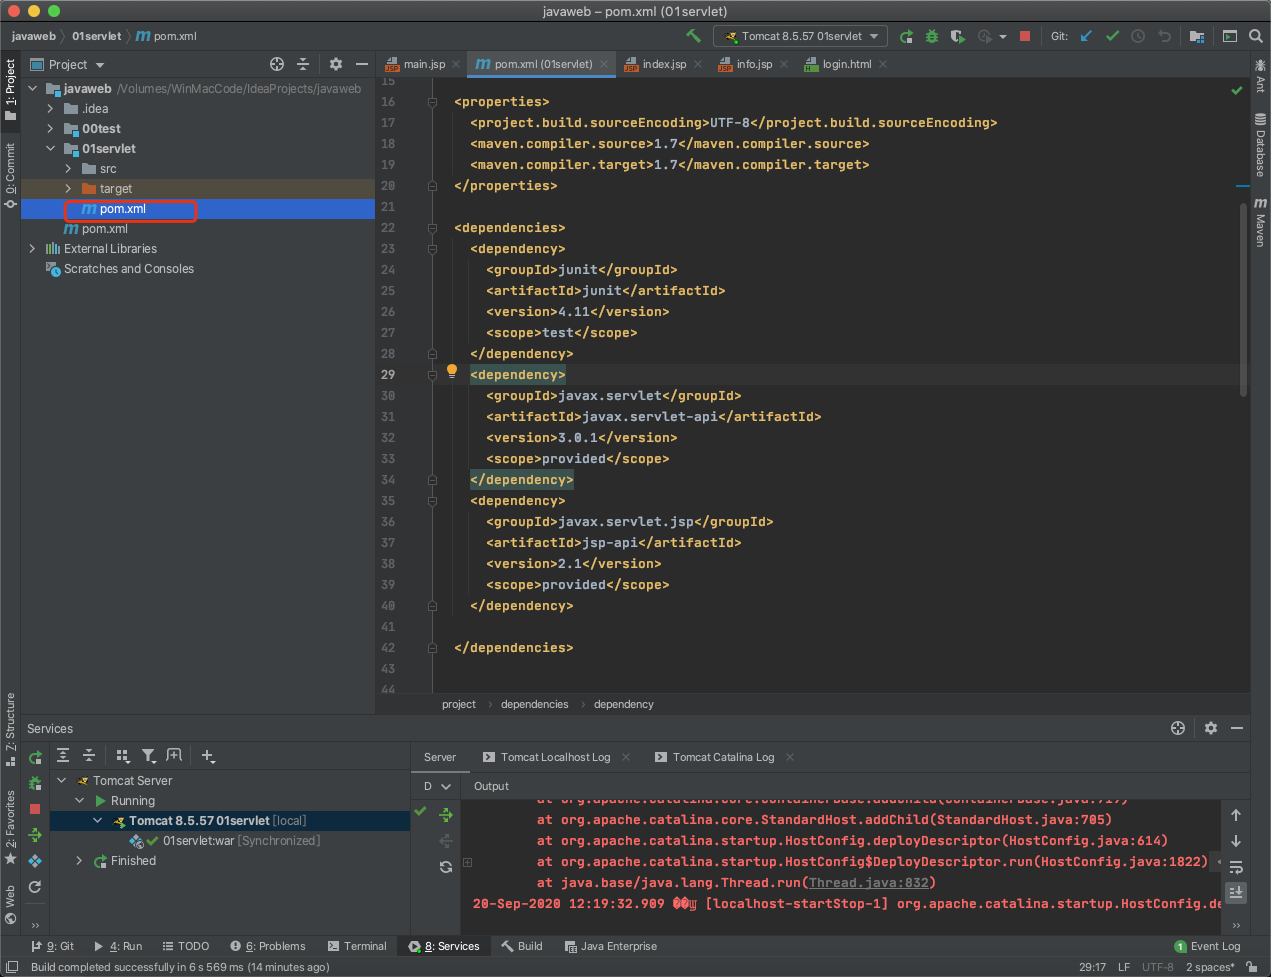 javaweb – pom.xml (01servlet)
javaweb 01servlet pom.xml
Tomcat 8.5.57 01servlet
Git:
1: Project
0: Commit
7: Structure
2: Favorites
Web
Project
javaweb /Volumes/WinMacCode/IdeaProjects/javaweb
.idea
00test
01servlet
src
target
pom.xml
pom.xml
External Libraries
Scratches and Consoles
main.jsp
pom.xml (01servlet)
index.jsp
info.jsp
login.html
15
16 <properties>
17 <project.build.sourceEncoding>UTF-8</project.build.sourceEncoding>
18 <maven.compiler.source>1.7</maven.compiler.source>
19 <maven.compiler.target>1.7</maven.compiler.target>
20 </properties>
21
22 <dependencies>
23 <dependency>
24 <groupId>junit</groupId>
25 <artifactId>junit</artifactId>
26 <version>4.11</version>
27 <scope>test</scope>
28 </dependency>
29 <dependency>
30 <groupId>javax.servlet</groupId>
31 <artifactId>javax.servlet-api</artifactId>
32 <version>3.0.1</version>
33 <scope>provided</scope>
34 </dependency>
35 <dependency>
36 <groupId>javax.servlet.jsp</groupId>
37 <artifactId>jsp-api</artifactId>
38 <version>2.1</version>
39 <scope>provided</scope>
40 </dependency>
41
42 </dependencies>
43
44
project dependencies dependency
Ant
Database
Maven
Services
Tomcat Server
Running
Tomcat 8.5.57 01servlet [local]
01servlet:war [Synchronized]
Finished
Server
Tomcat Localhost Log
Tomcat Catalina Log
D
Output
at org.apache.catalina.core.ContainerBase.addChild(ContainerBase.java:717)
at org.apache.catalina.core.StandardHost.addChild(StandardHost.java:705)
at org.apache.catalina.startup.HostConfig.deployDescriptor(HostConfig.java:614)
at org.apache.catalina.startup.HostConfig$DeployDescriptor.run(HostConfig.java:1822)
at java.base/java.lang.Thread.run(Thread.java:832)
20-Sep-2020 12:19:32.909 [localhost-startStop-1] org.apache.catalina.startup.HostConfig.de
9: Git
4: Run
TODO
6: Problems
Terminal
8: Services
Build
Java Enterprise
1 Event Log
Build completed successfully in 6 s 569 ms (14 minutes ago)
29:17 LF UTF-8 2 spaces*